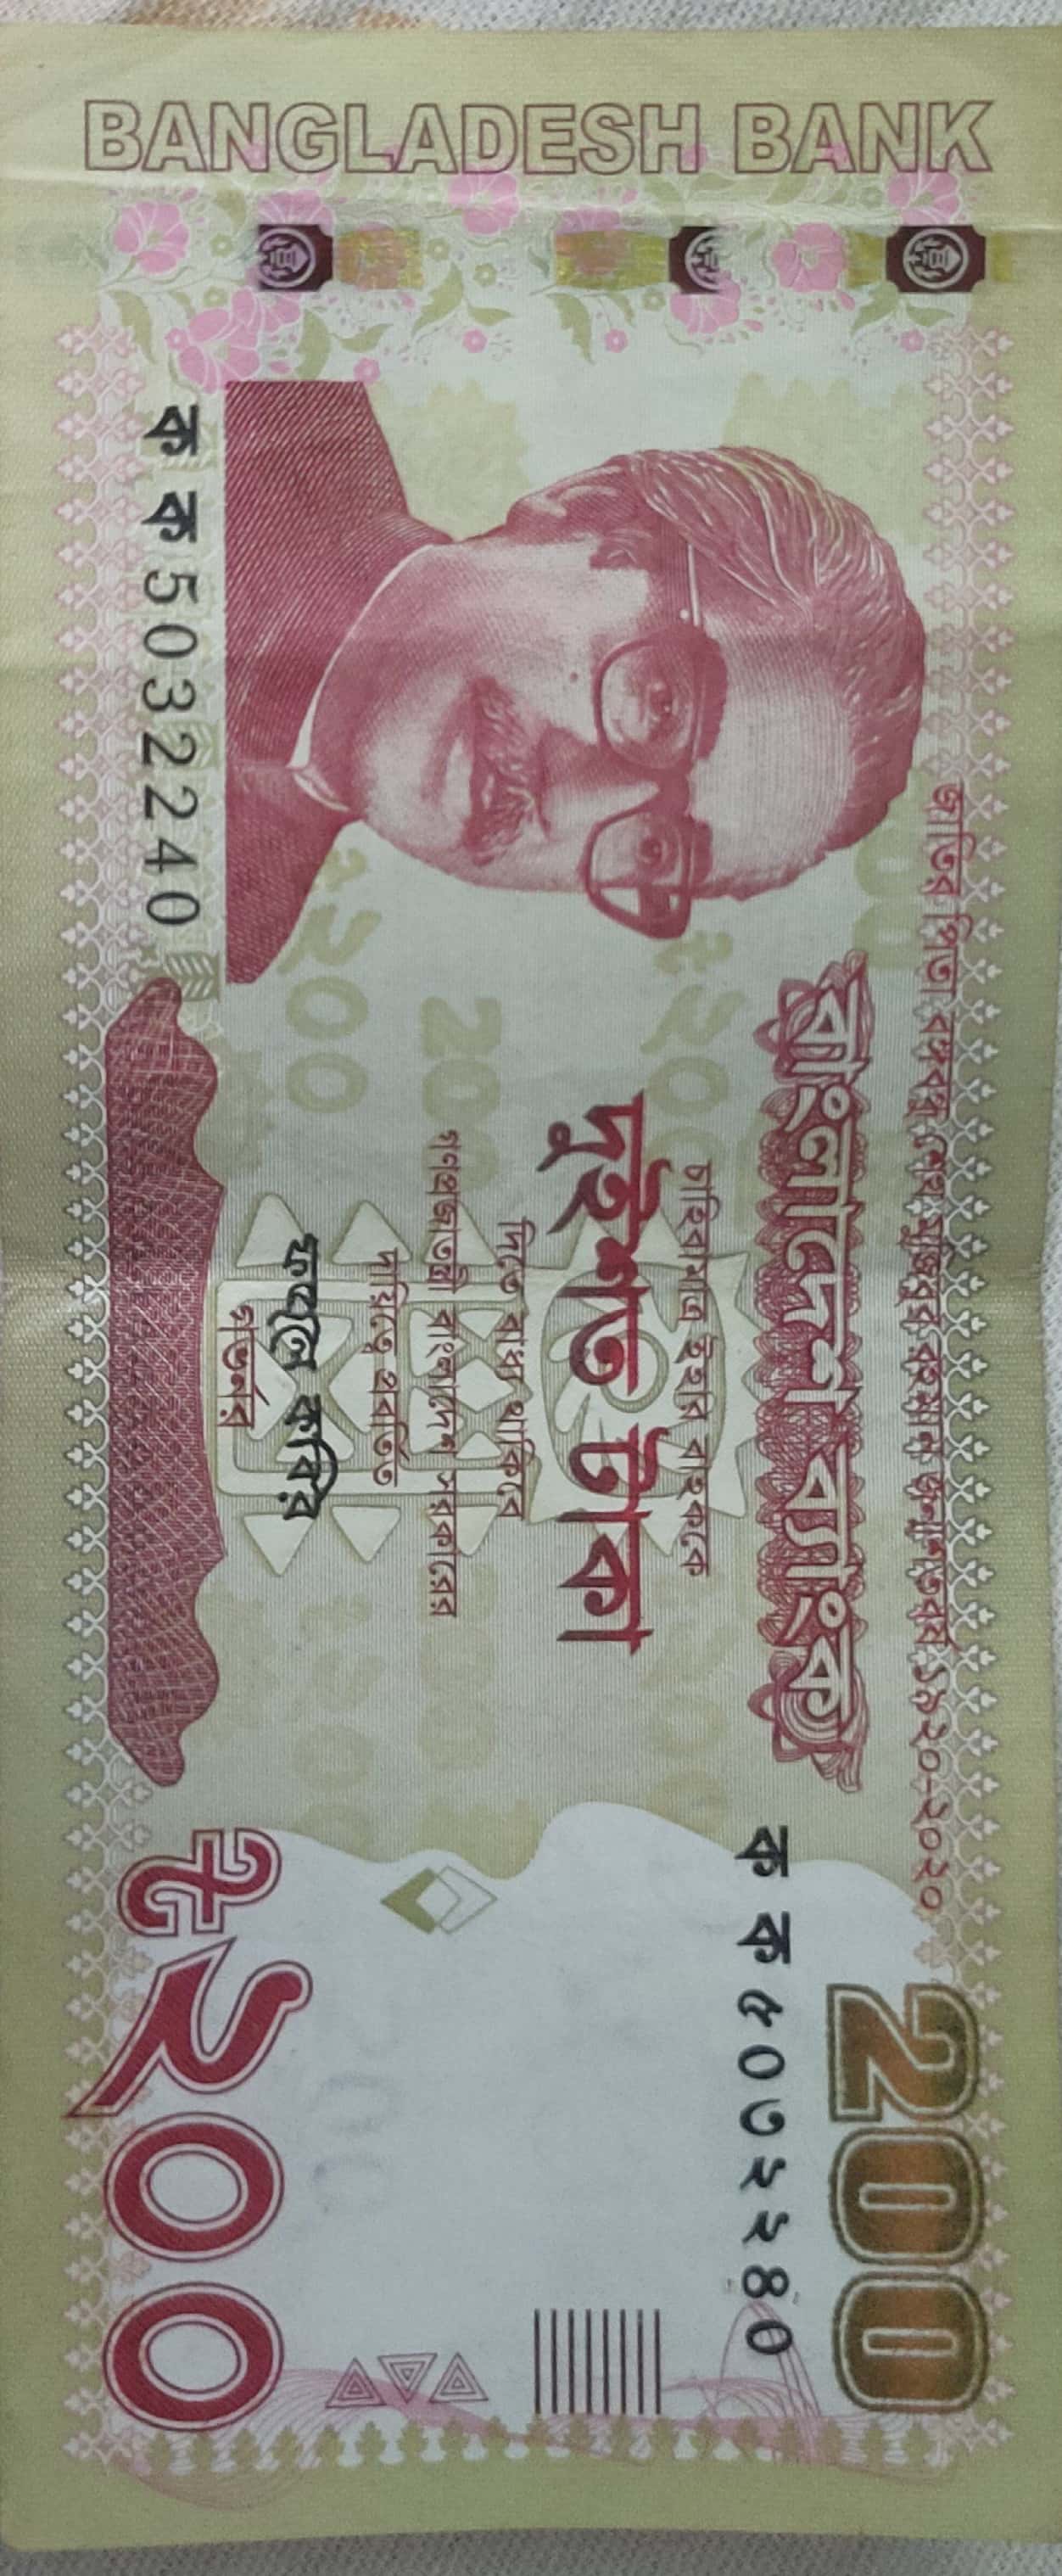 BANGLADESH BANK
জাতির পিতা বঙ্গবন্ধু শেখ মুজিবুর রহমান জন্মশতবর্ষ ১৯২০-২০২০
200
বাংলাদেশ ব্যাংক
ক ক ৫০৩২২৪০
চাহিবামাত্র ইহার বাহককে
দুইশত টাকা
দিতে বাধ্য থাকিবে
গণপ্রজাতন্ত্রী বাংলাদেশ সরকারের
দায়িত্বে প্রবর্তিত
ফজলে কবির
গভর্নর
ক ক 5032240
৳২০০